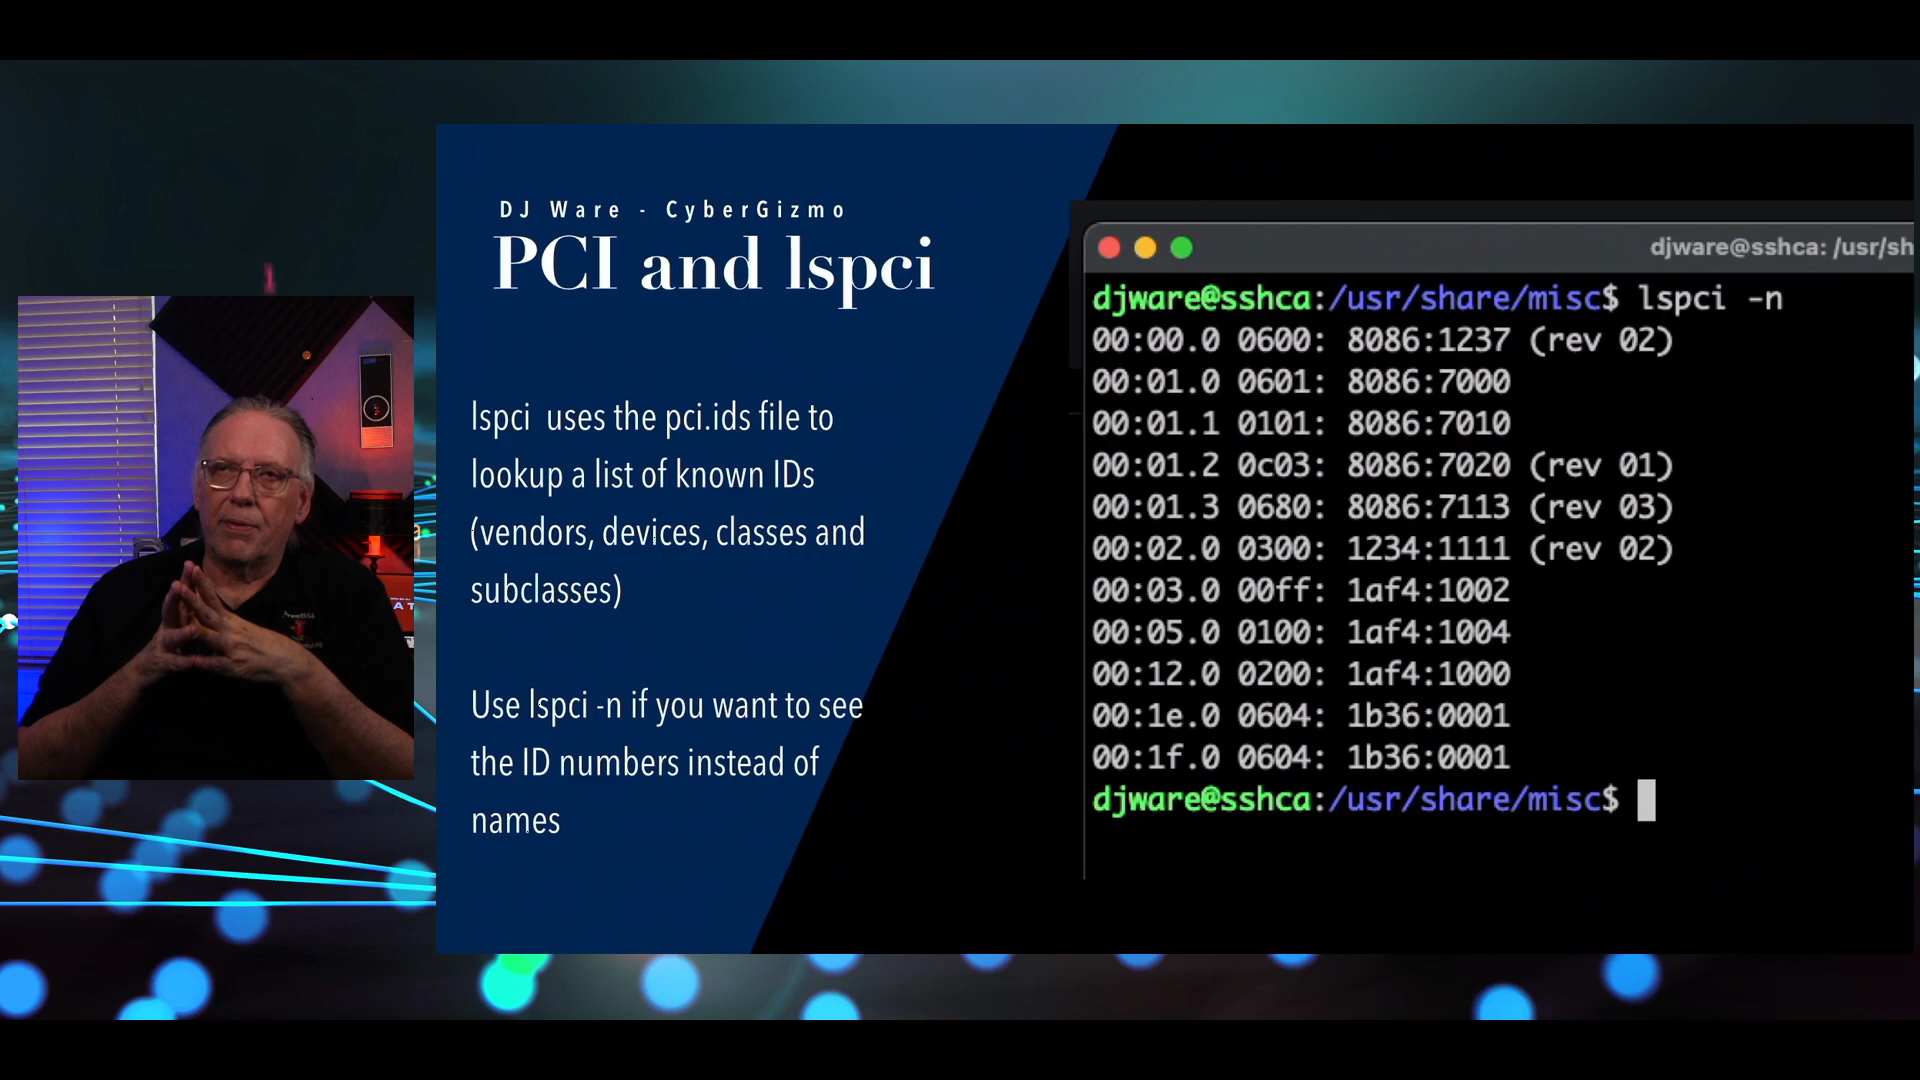 DJ Ware - CyberGizmo
PCI and lspci
lspci uses the pci.ids file to
lookup a list of known IDs
(vendors, devices, classes and
subclasses)
Use lspci -n if you want to see
the ID numbers instead of
names
djware@sshca: /usr/sh
djware@sshca:/usr/share/misc$ lspci -n
00:00.0 0600: 8086:1237 (rev 02)
00:01.0 0601: 8086:7000
00:01.1 0101: 8086:7010
00:01.2 0c03: 8086:7020 (rev 01)
00:01.3 0680: 8086:7113 (rev 03)
00:02.0 0300: 1234:1111 (rev 02)
00:03.0 00ff: 1af4:1002
00:05.0 0100: 1af4:1004
00:12.0 0200: 1af4:1000
00:1e.0 0604: 1b36:0001
00:1f.0 0604: 1b36:0001
djware@sshca:/usr/share/misc$